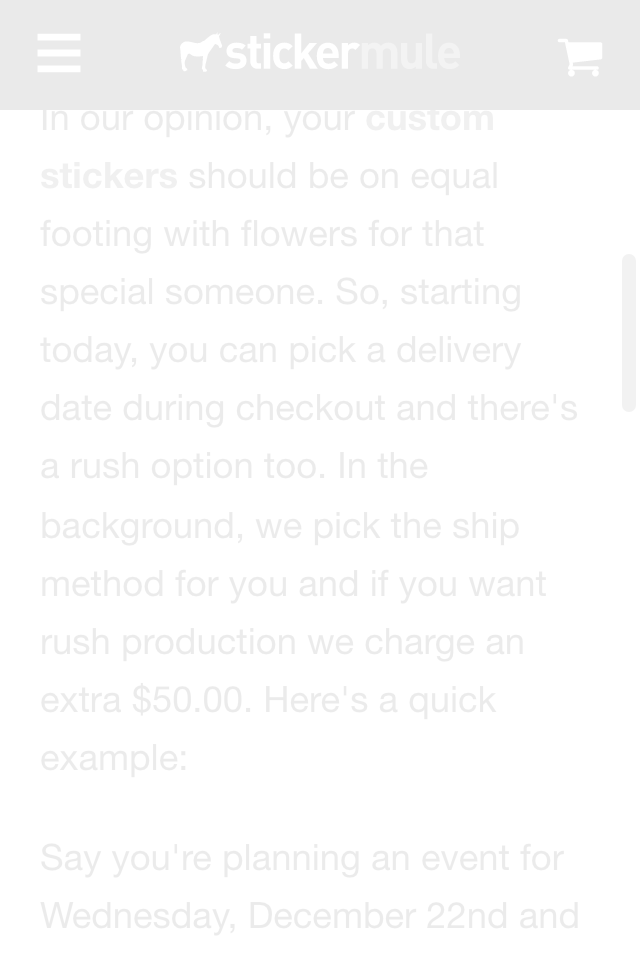 stickermule
In our opinion, your custom
stickers should be on equal
footing with flowers for that
special someone. So, starting
today, you can pick a delivery
date during checkout and there's
a rush option too. In the
background, we pick the ship
method for you and if you want
rush production we charge an
extra $50.00. Here's a quick
example:
Say you're planning an event for
Wednesday, December 22nd and